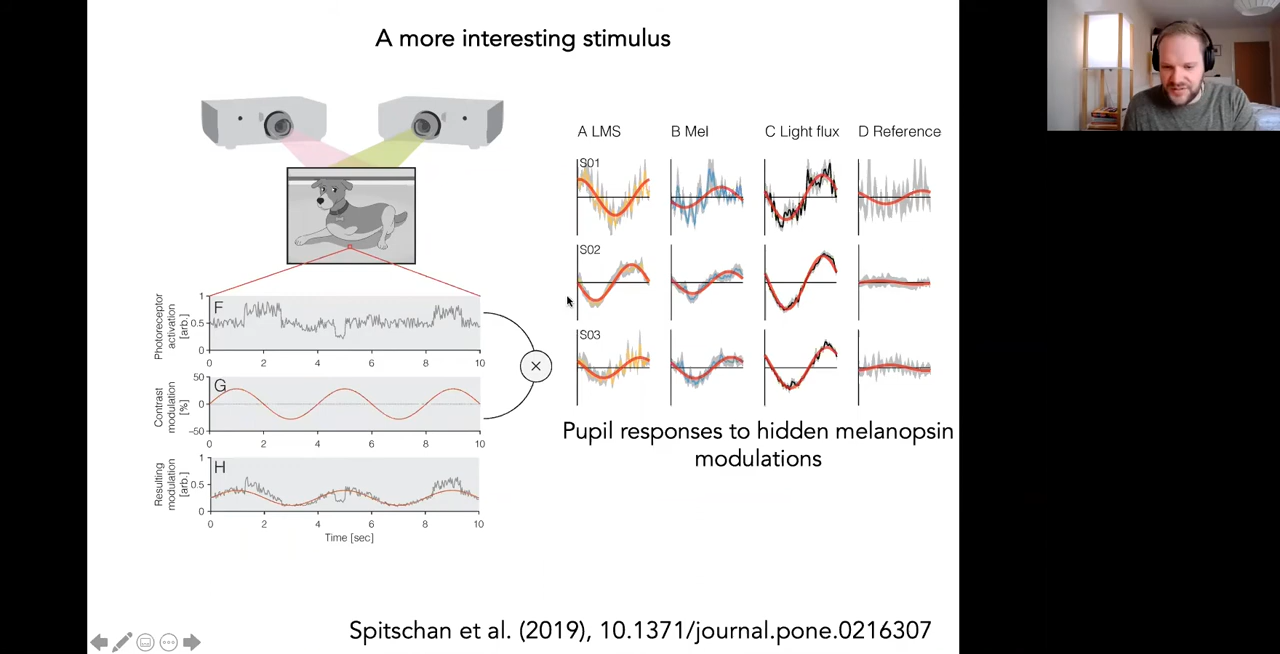 A more interesting stimulus
A LMS
B Mel
C Light flux
D Reference
S01
S02
S03
Photoreceptor
activation
[arb.]
1
0.5
0
F
0 2 4 6 8 10
Contrast
modulation
[%]
50
0
−50
G
0 2 4 6 8 10
Resulting
modulation
[arb.]
1
0.5
0
H
0 2 4 6 8 10
Time [sec]
×
Pupil responses to hidden melanopsin
modulations
Spitschan et al. (2019), 10.1371/journal.pone.0216307